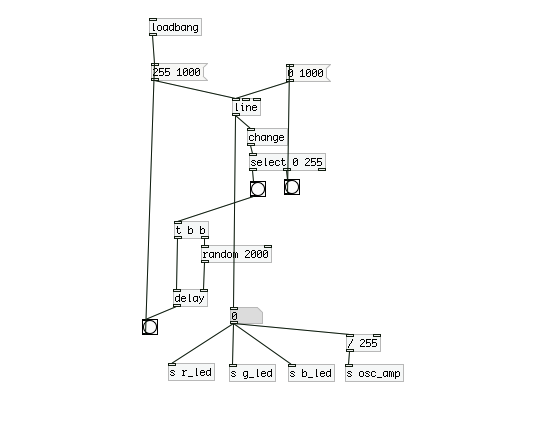 loadbang
255 1000
0 1000
line
change
select 0 255
t b b
random 2000
delay
0
/ 255
s r_led
s g_led
s b_led
s osc_amp